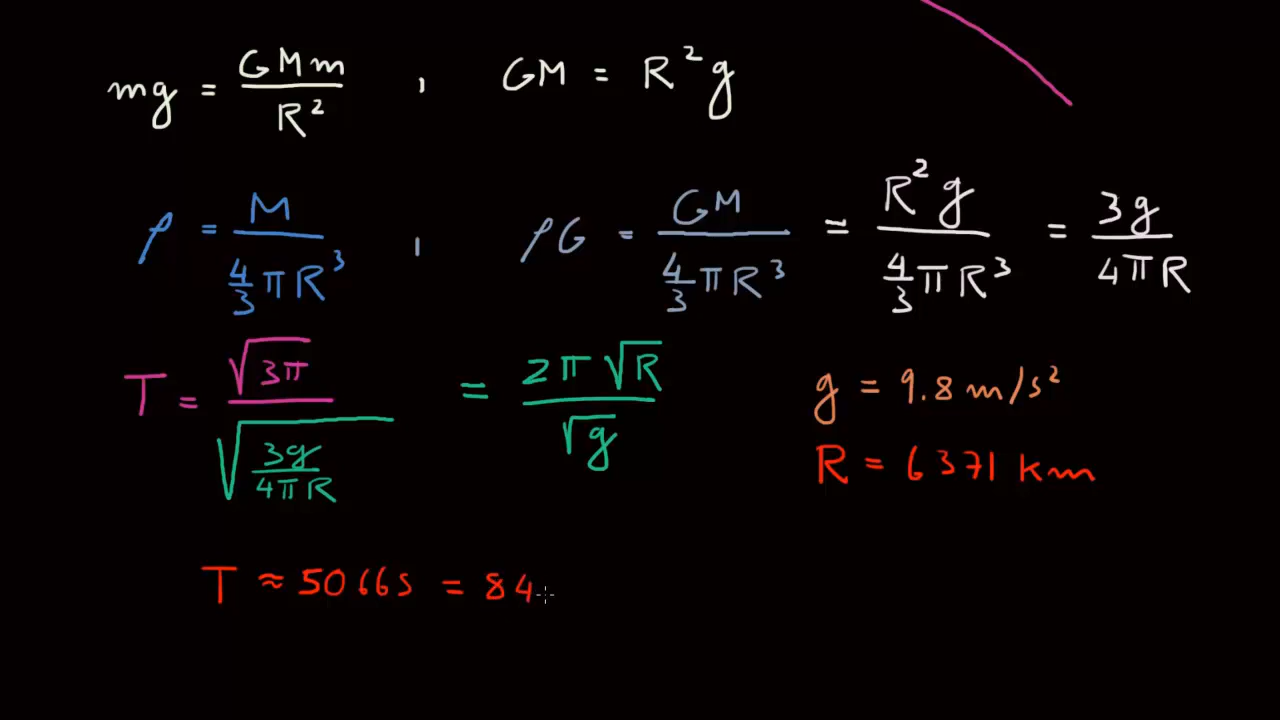 mg = GMm / R² , GM = R²g
ρ = M / (4/3 πR³) , ρG = GM / (4/3 πR³) = R²g / (4/3 πR³) = 3g / 4πR
T = √3π / √(3g / 4πR) = 2π√R / √g g = 9.8 m/s²
R = 6371 km
T ≈ 5066s = 84